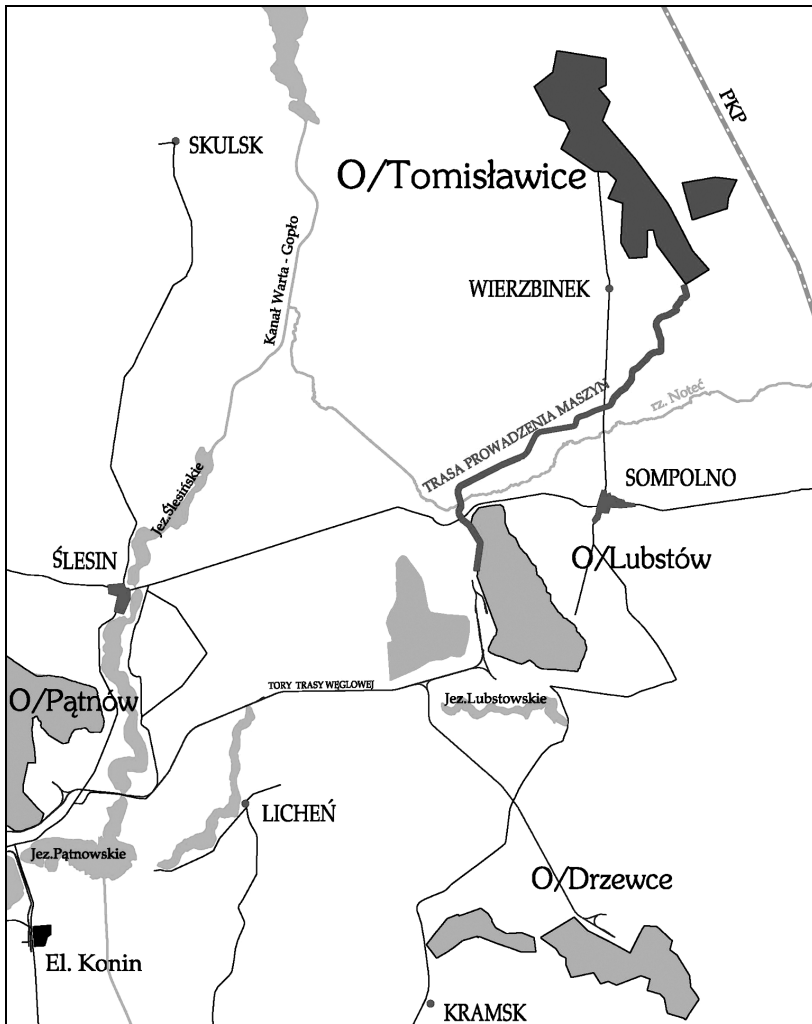 PKP
SKULSK
O/Tomisławice
Kanał Warta - Gopło
WIERZBINEK
TRASA PROWADZENIA MASZYN
rz. Noteć
Jez.Ślesińskie
SOMPOLNO
ŚLESIN
O/Lubstów
O/Pątnów
TORY TRASY WĘGLOWEJ
Jez.Lubstowskie
LICHEŃ
Jez.Pątnowskie
O/Drzewce
El. Konin
KRAMSK